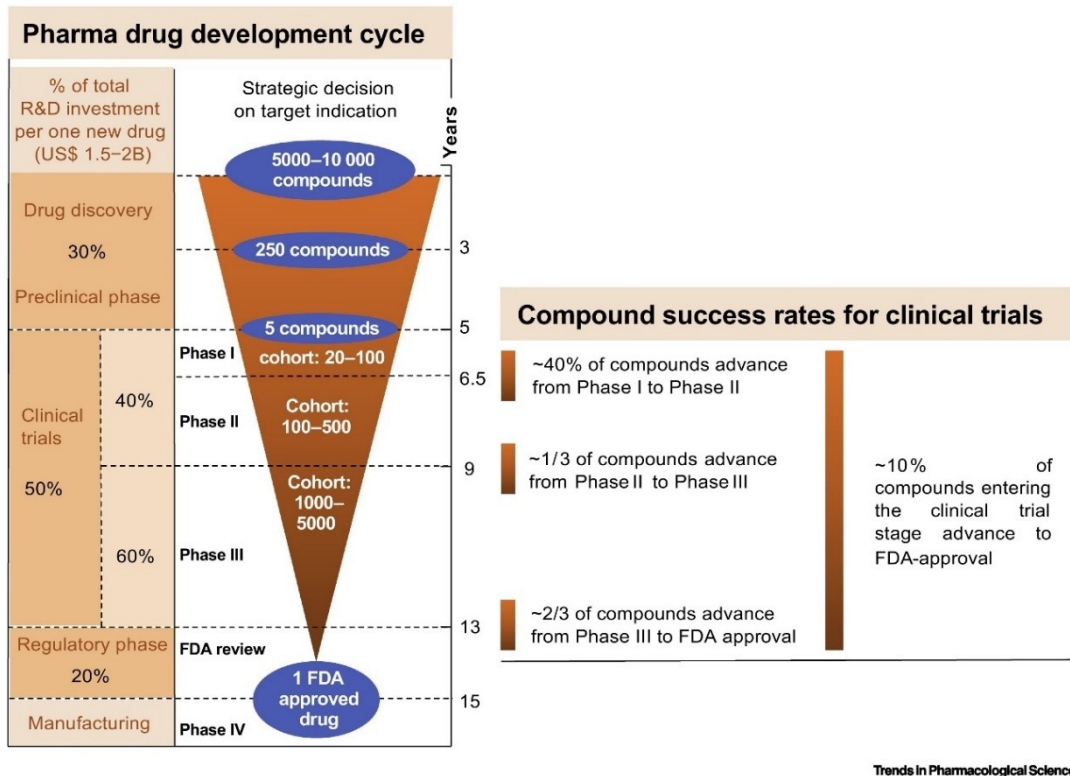 Pharma drug development cycle
% of total
R&D investment
per one new drug
(US$ 1.5–2B)
Strategic decision
on target indication
Years
5000–10 000
compounds
Drug discovery
30%
250 compounds
3
Preclinical phase
5 compounds
5
Phase I
cohort: 20–100
6.5
Clinical
trials
50%
40%
Phase II
Cohort:
100–500
9
Cohort:
1000–
5000
60%
Phase III
13
Regulatory phase
20%
FDA review
1 FDA
approved
drug
15
Manufacturing
Phase IV
Compound success rates for clinical trials
~40% of compounds advance
from Phase I to Phase II
~1/3 of compounds advance
from Phase II to Phase III
~2/3 of compounds advance
from Phase III to FDA approval
~10% of
compounds entering
the clinical trial
stage advance to
FDA-approval
Trends in Pharmacological Science